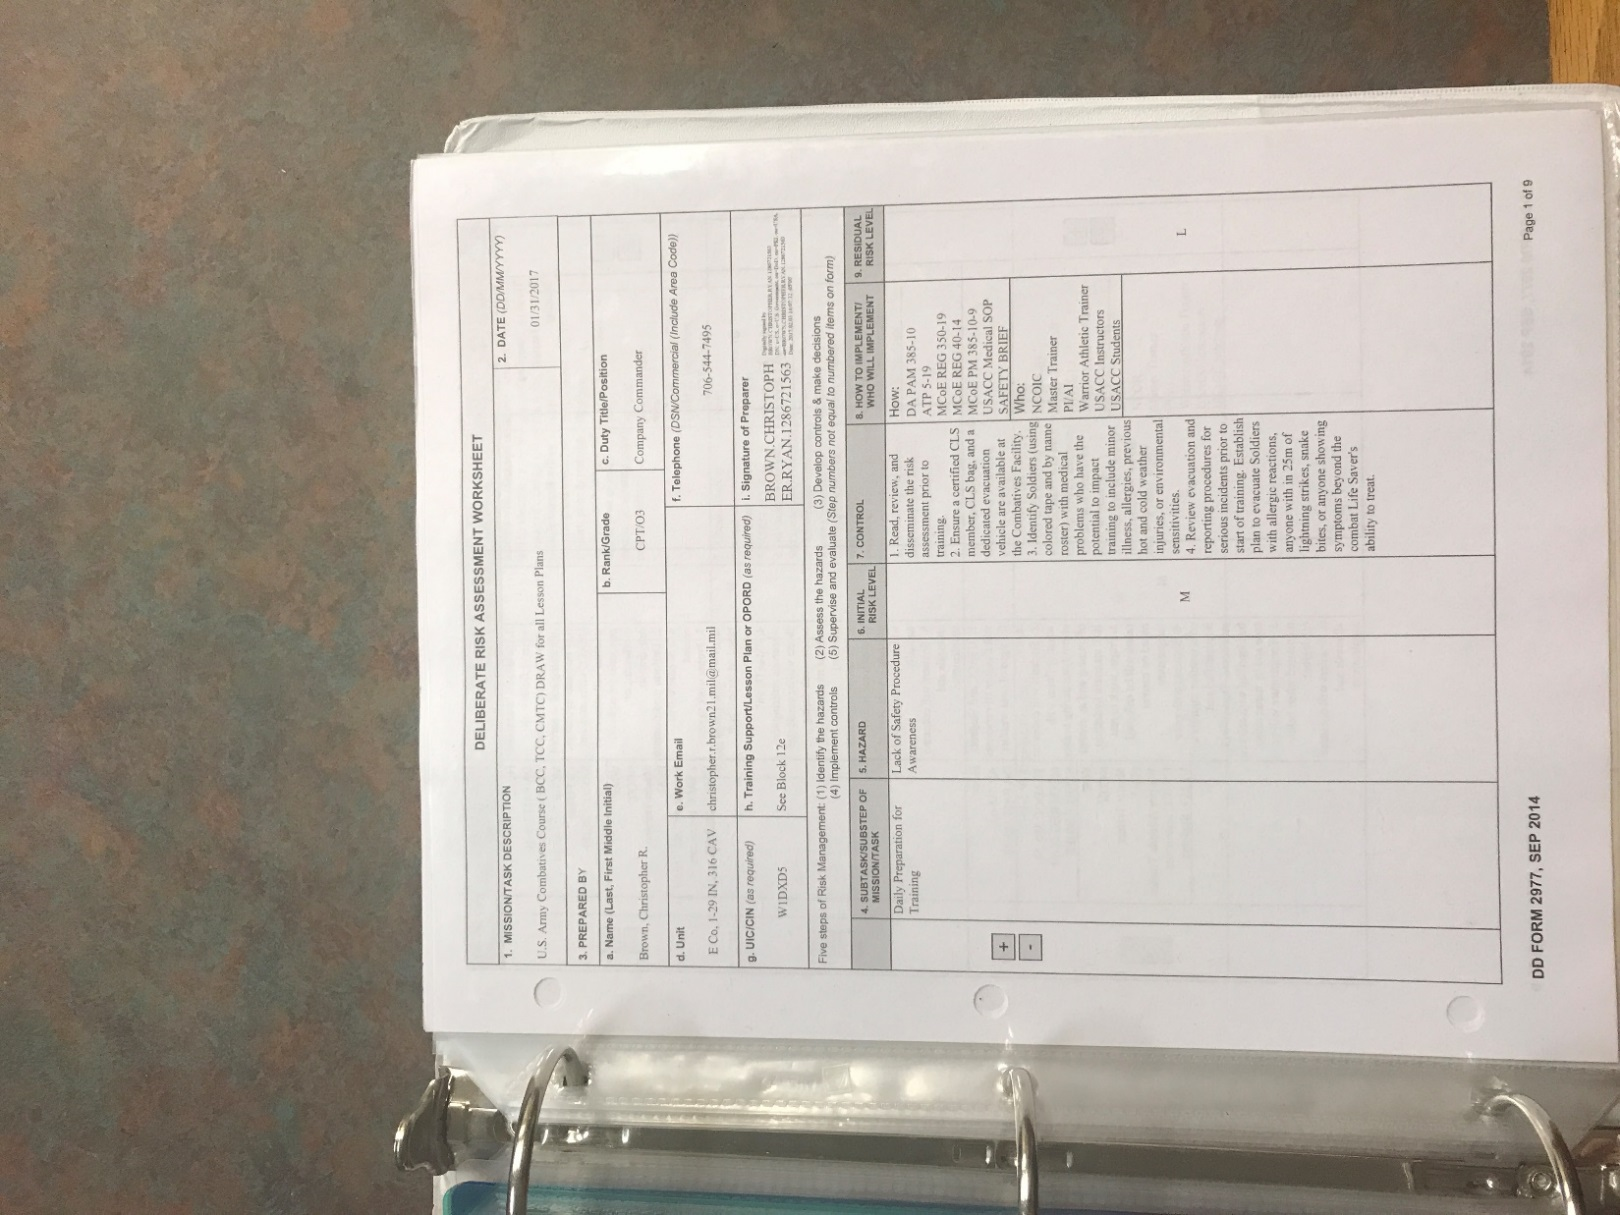 DELIBERATE RISK ASSESSMENT WORKSHEET
1. MISSION/TASK DESCRIPTION
2. DATE (DD/MM/YYYY)
U.S. Army Combatives Course ( BCC, TCC, CMTC) DRAW for all Lesson Plans
01/31/2017
3. PREPARED BY
a. Name (Last, First Middle Initial)
b. Rank/Grade
c. Duty Title/Position
Brown, Christopher R.
CPT/O3
Company Commander
d. Unit
e. Work Email
f. Telephone (DSN/Commercial (Include Area Code))
E Co, 1-29 IN, 316 CAV
christopher.r.brown21.mil@mail.mil
706-544-7495
g. UIC/CIN (as required)
h. Training Support/Lesson Plan or OPORD (as required)
i. Signature of Preparer
W1DXD5
See Block 12e
BROWN.CHRISTOPH
ER.RYAN.1286721563
Five steps of Risk Management: (1) Identify the hazards (2) Assess the hazards (3) Develop controls & make decisions
(4) Implement controls (5) Supervise and evaluate (Step numbers not equal to numbered items on form)
4. SUBTASK/SUBSTEP OF
MISSION/TASK
5. HAZARD
6. INITIAL
RISK LEVEL
7. CONTROL
8. HOW TO IMPLEMENT/
WHO WILL IMPLEMENT
9. RESIDUAL
RISK LEVEL
+
-
Daily Preparation for
Training
Lack of Safety Procedure
Awareness
M
1. Read, review, and
disseminate the risk
assessment prior to
training.
2. Ensure a certified CLS
member, CLS bag, and a
dedicated evacuation
vehicle are available at
the Combatives Facility.
3. Identify Soldiers (using
colored tape and by name
roster) with medical
problems who have the
potential to impact
training to include minor
illness, allergies, previous
hot and cold weather
injuries, or environmental
sensitivities.
4. Review evacuation and
reporting procedures for
serious incidents prior to
start of training. Establish
plan to evacuate Soldiers
with allergic reactions,
anyone with in 25m of
lightning strikes, snake
bites, or anyone showing
symptoms beyond the
combat Life Saver's
ability to treat.
How:
DA PAM 385-10
ATP 5-19
MCoE REG 350-19
MCoE REG 40-14
MCoE PM 385-10-9
USACC Medical SOP
SAFETY BRIEF
Who:
NCOIC
Master Trainer
PI/AI
Warrior Athletic Trainer
USACC Instructors
USACC Students
L
DD FORM 2977, SEP 2014
Page 1 of 9